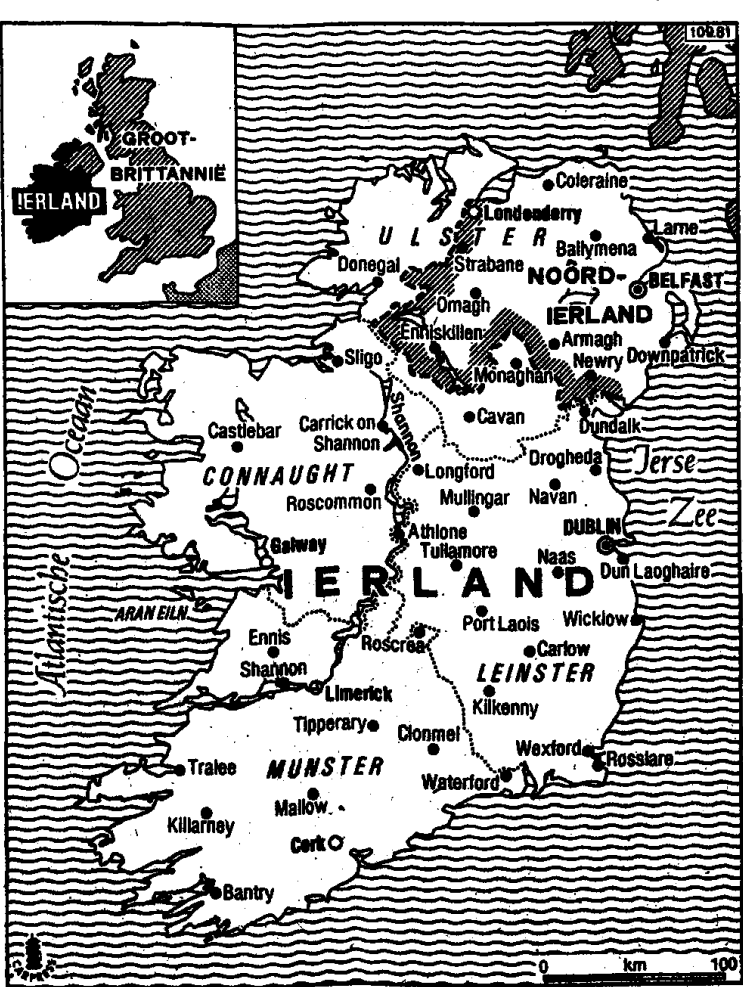 109.81
GROOT-
BRITTANNIË
IERLAND
Coleraine
Londonderry
ULSTER
Larne
Ballymena
Donegal
Strabane
NOORD-
IERLAND
BELFAST
Omagh
Enniskillen
Armagh
Downpatrick
Newry
Sligo
Monaghan
Cavan
Dundalk
Atlantische
Oceaan
Castlebar
Carrick on
Shannon
Shannon
CONNAUGHT
Longford
Drogheda
Ierse
Zee
Roscommon
Mullingar
Navan
DUBLIN
Galway
Athlone
Tullamore
Naas
Dun Laoghaire
IERLAND
ARAN EILN.
Port Laois
Wicklow
Ennis
Roscrea
Carlow
Shannon
LEINSTER
Limerick
Kilkenny
Tipperary
Clonmel
Wexford
Rosslare
Tralee
MUNSTER
Waterford
Mallow
Killarney
Cork
Bantry
CARPRESS
0 km 100